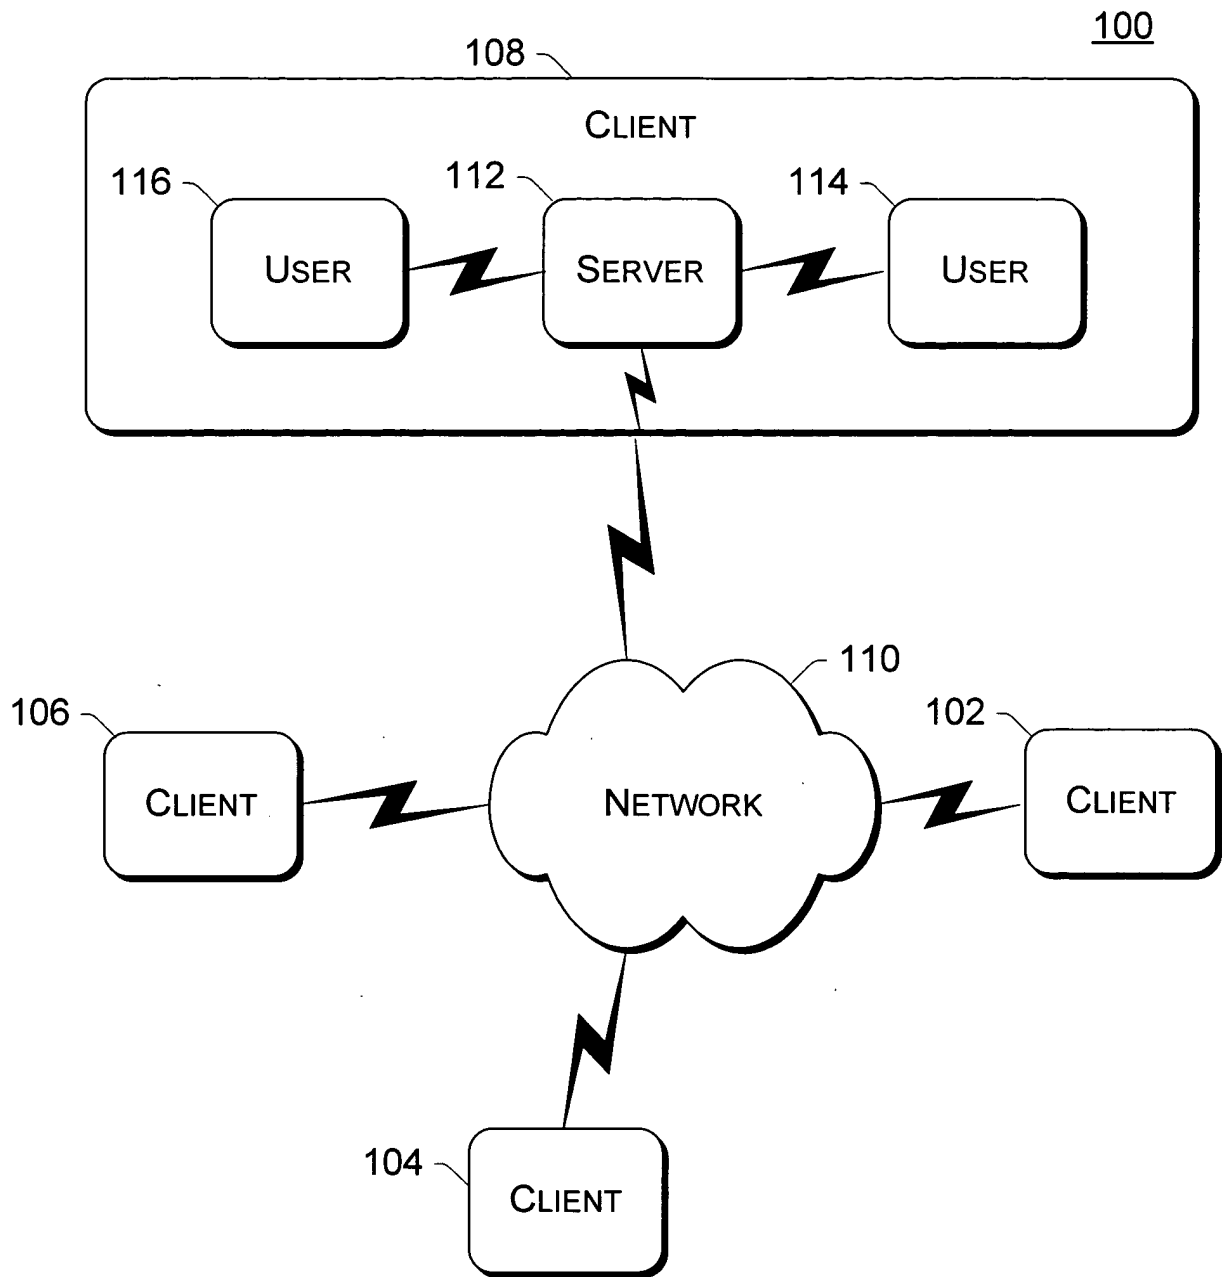 100
108
CLIENT
116
112
114
USER
SERVER
USER
110
106
102
CLIENT
NETWORK
CLIENT
104
CLIENT